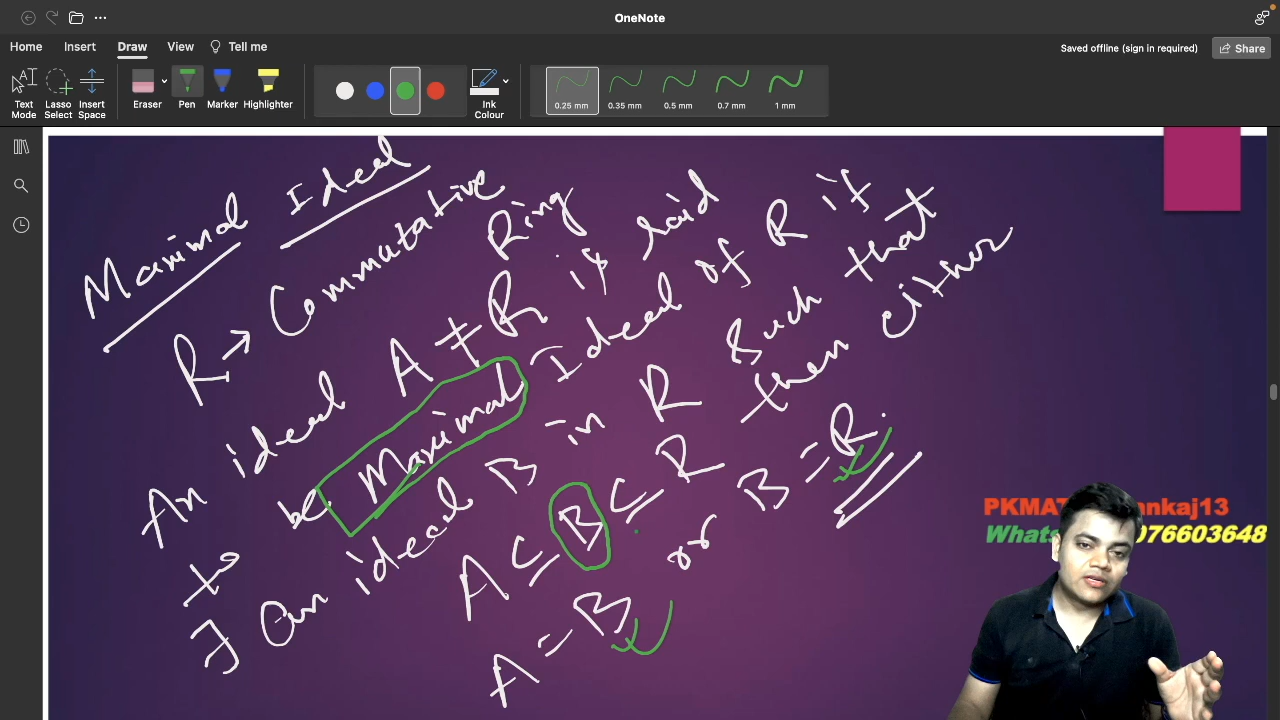 OneNote
Home Insert Draw View Tell me
Saved offline (sign in required) Share
Text Mode Lasso Select Insert Space Eraser Pen Marker Highlighter Ink Colour 0.25 mm 0.35 mm 0.5 mm 0.7 mm 1 mm
Maximal Ideal
R → Commutative Ring
An ideal A ≠ R is said
to be Maximal Ideal of R if
∃ an ideal B in R such that
A ⊆ B ⊆ R then either
A = B or B = R.
PKMAT ankaj13
Whats 076603648